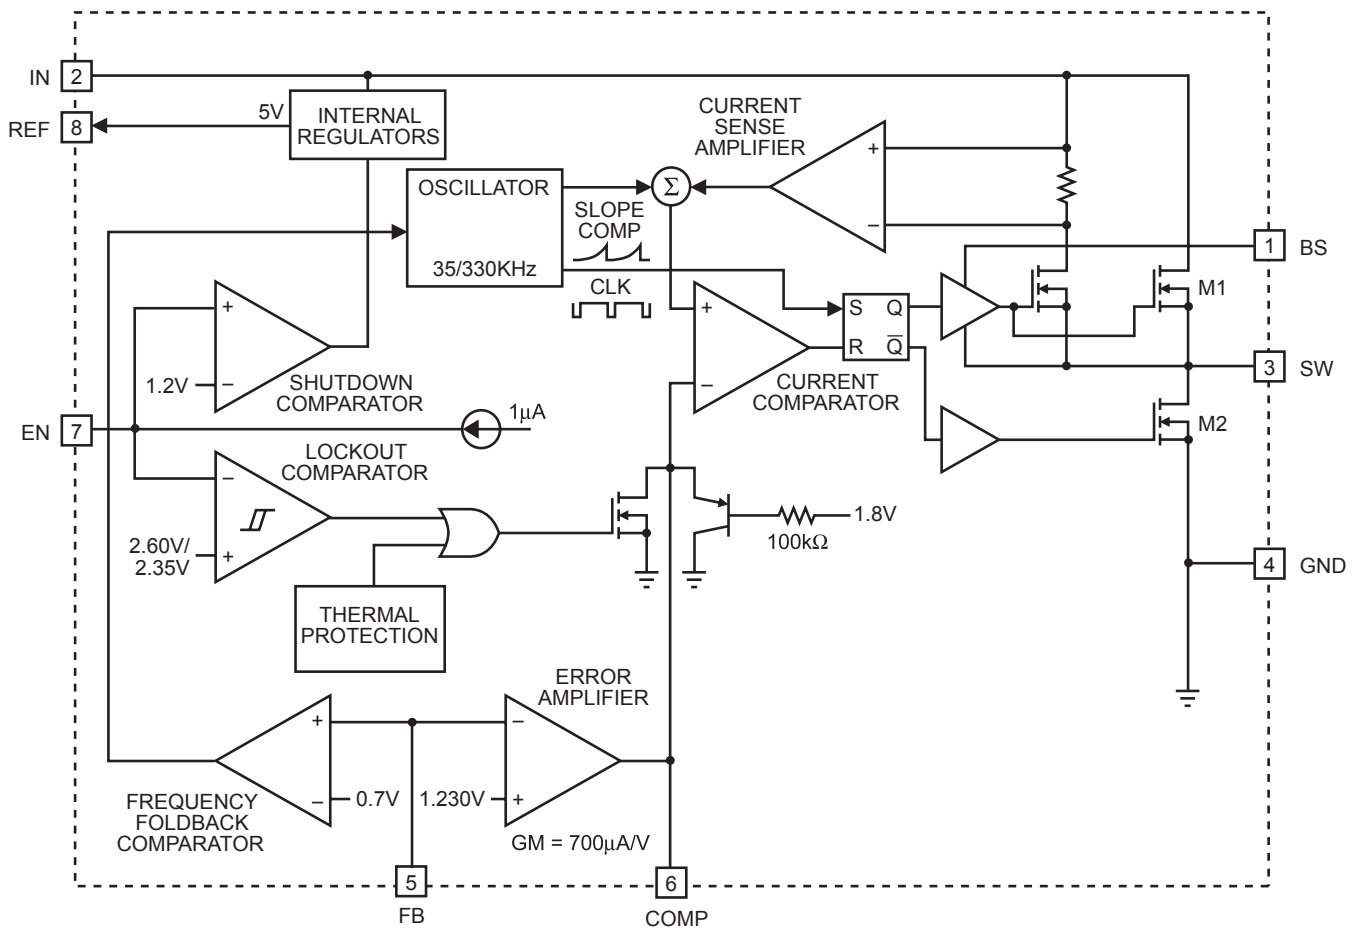 IN 2
REF 8
5V
INTERNAL
REGULATORS
CURRENT
SENSE
AMPLIFIER
+
–
OSCILLATOR
35/330KHz
Σ
SLOPE
COMP
CLK
1 BS
+
1.2V –
SHUTDOWN
COMPARATOR
+
–
CURRENT
COMPARATOR
S Q
R Q̅
M1
3 SW
M2
EN 7
1µA
LOCKOUT
COMPARATOR
–
2.60V/
2.35V
+
1.8V
100kΩ
4 GND
THERMAL
PROTECTION
ERROR
AMPLIFIER
+
– 0.7V
FREQUENCY
FOLDBACK
COMPARATOR
–
1.230V +
GM = 700µA/V
5
FB
6
COMP